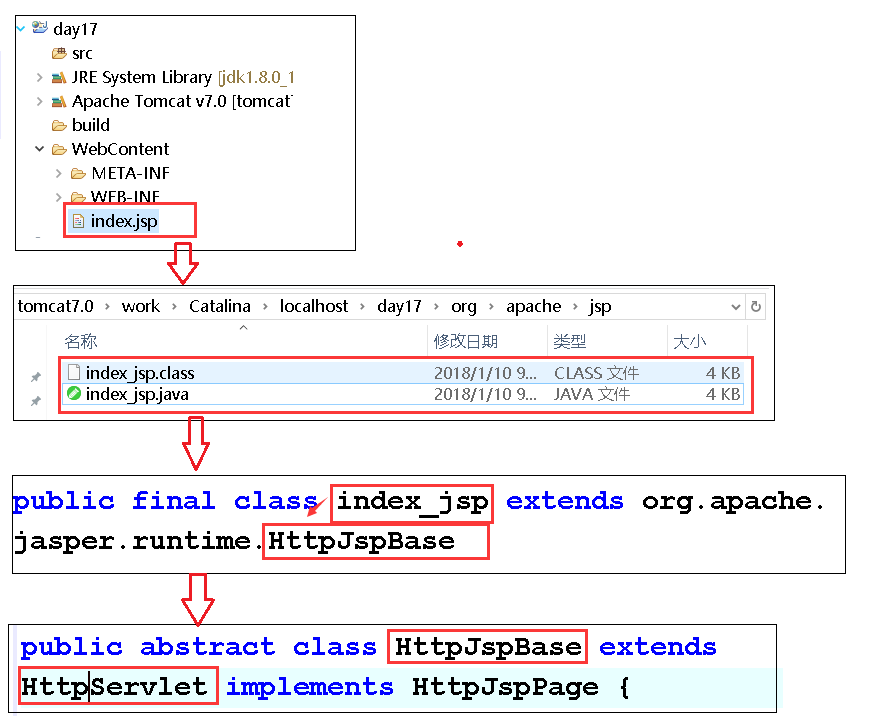 day17
src
JRE System Library [jdk1.8.0_1
Apache Tomcat v7.0 [tomcat
build
WebContent
META-INF
WEB-INF
index.jsp
tomcat7.0 › work › Catalina › localhost › day17 › org › apache › jsp
名称 修改日期 类型 大小
index_jsp.class 2018/1/10 9... CLASS 文件 4 KB
index_jsp.java 2018/1/10 9... JAVA 文件 4 KB
public final class index_jsp extends org.apache.
jasper.runtime.HttpJspBase
public abstract class HttpJspBase extends
HttpServlet implements HttpJspPage {